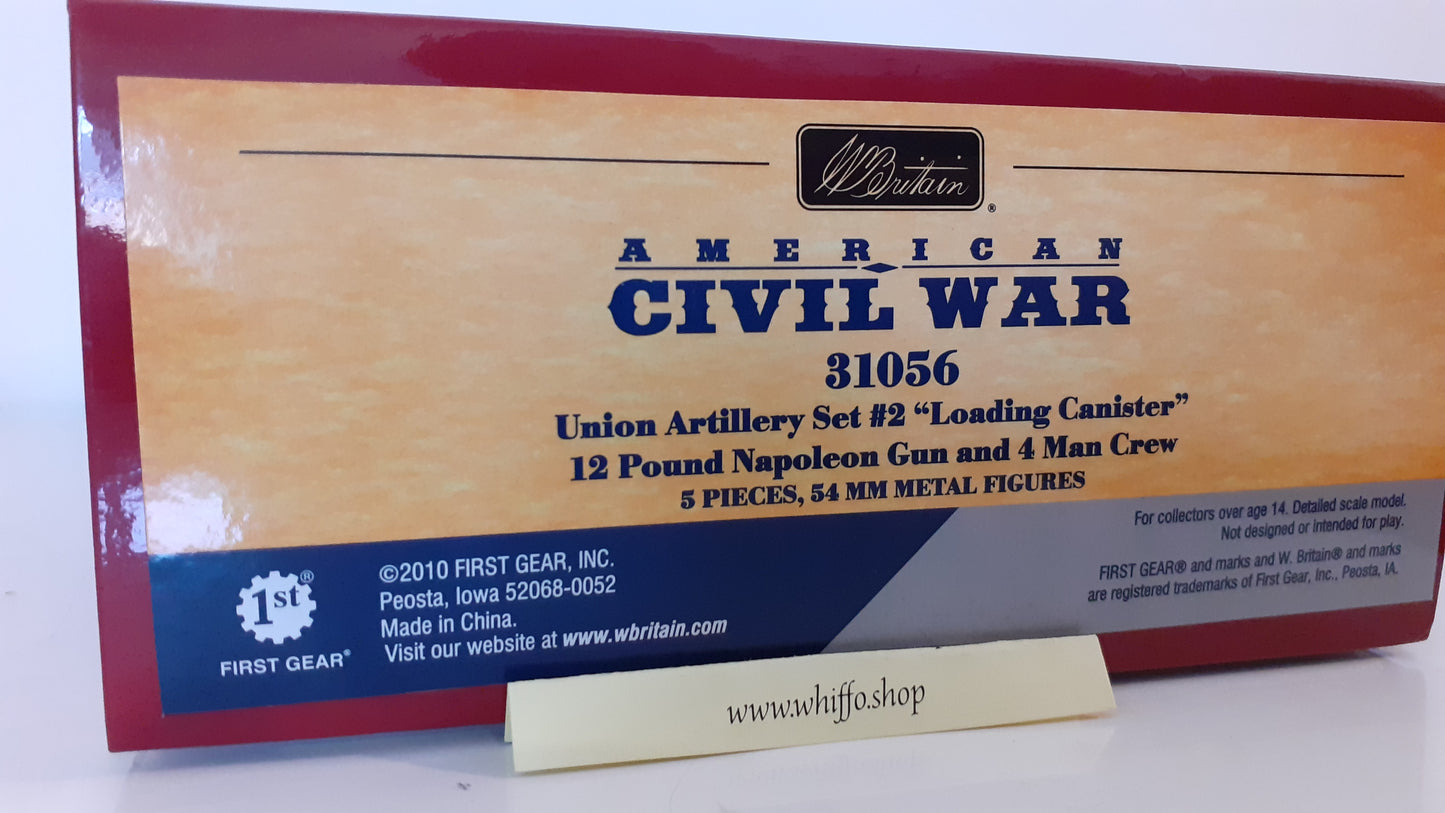 W Britain®
AMERICAN
CIVIL WAR
31056
Union Artillery Set #2 “Loading Canister”
12 Pound Napoleon Gun and 4 Man Crew
5 PIECES, 54 MM METAL FIGURES
For collectors over age 14. Detailed scale model.
Not designed or intended for play.
FIRST GEAR® and marks and W. Britain® and marks
are registered trademarks of First Gear, Inc., Peosta, IA.
1st®
FIRST GEAR®
©2010 FIRST GEAR, INC.
Peosta, Iowa 52068-0052
Made in China.
Visit our website at www.wbritain.com
www.whiffo.shop